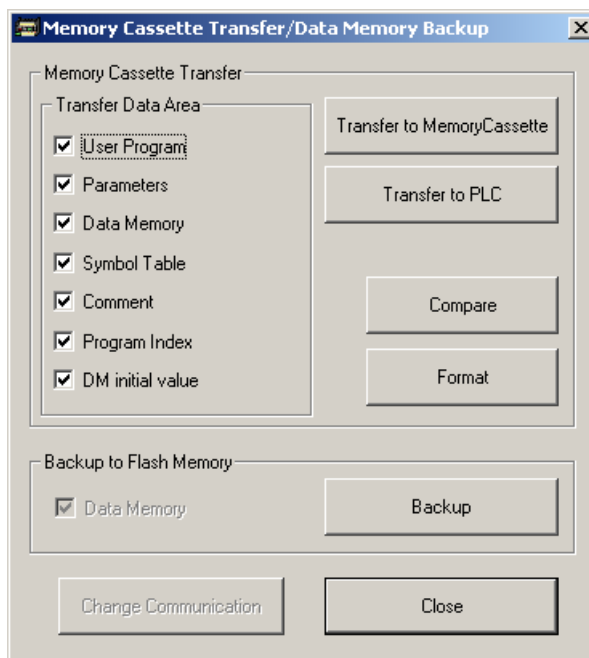 Memory Cassette Transfer/Data Memory Backup
Memory Cassette Transfer
Transfer Data Area
User Program
Parameters
Data Memory
Symbol Table
Comment
Program Index
DM initial value
Transfer to MemoryCassette
Transfer to PLC
Compare
Format
Backup to Flash Memory
Data Memory
Backup
Change Communication
Close